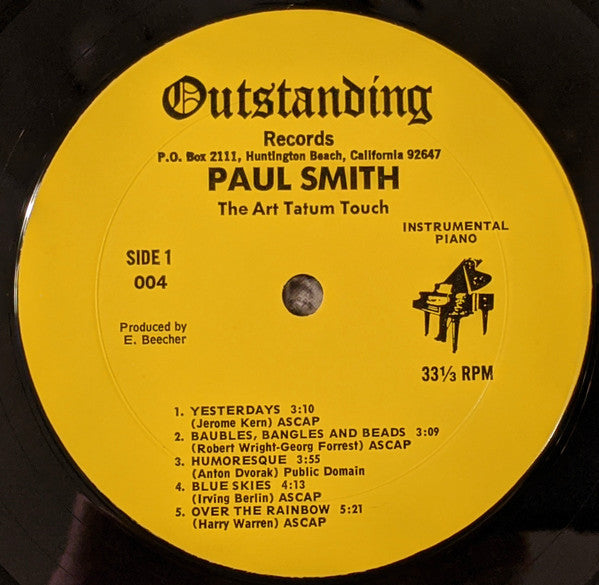 Outstanding
Records
P.O. Box 2111, Huntington Beach, California 92647
PAUL SMITH
The Art Tatum Touch
INSTRUMENTAL
PIANO
SIDE 1
004
Produced by
E. Beecher
33⅓ RPM
1. YESTERDAYS 3:10
(Jerome Kern) ASCAP
2. BAUBLES, BANGLES AND BEADS 3:09
(Robert Wright-Georg Forrest) ASCAP
3. HUMORESQUE 3:55
(Anton Dvorak) Public Domain
4. BLUE SKIES 4:13
(Irving Berlin) ASCAP
5. OVER THE RAINBOW 5:21
(Harry Warren) ASCAP